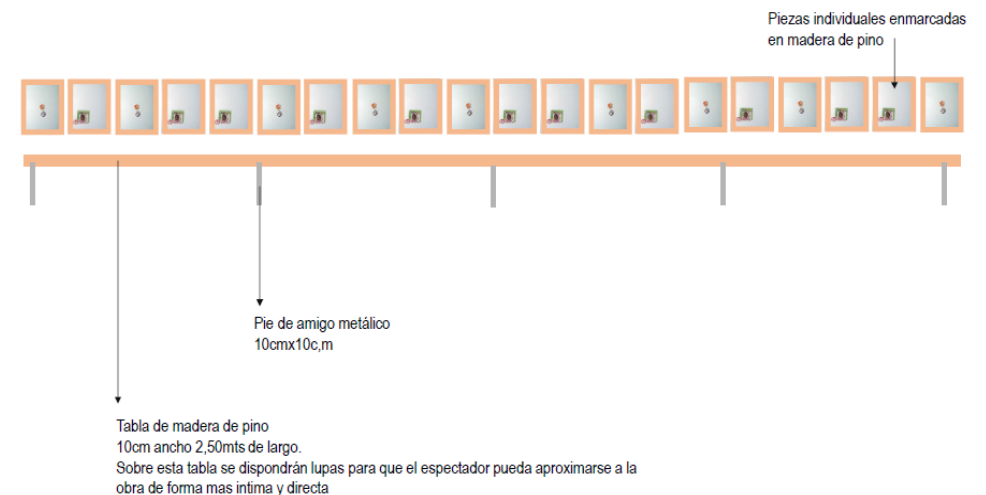 Piezas individuales enmarcadas
en madera de pino
Pie de amigo metálico
10cmx10c,m
Tabla de madera de pino
10cm ancho 2,50mts de largo.
Sobre esta tabla se dispondrán lupas para que el espectador pueda aproximarse a la
obra de forma mas intima y directa